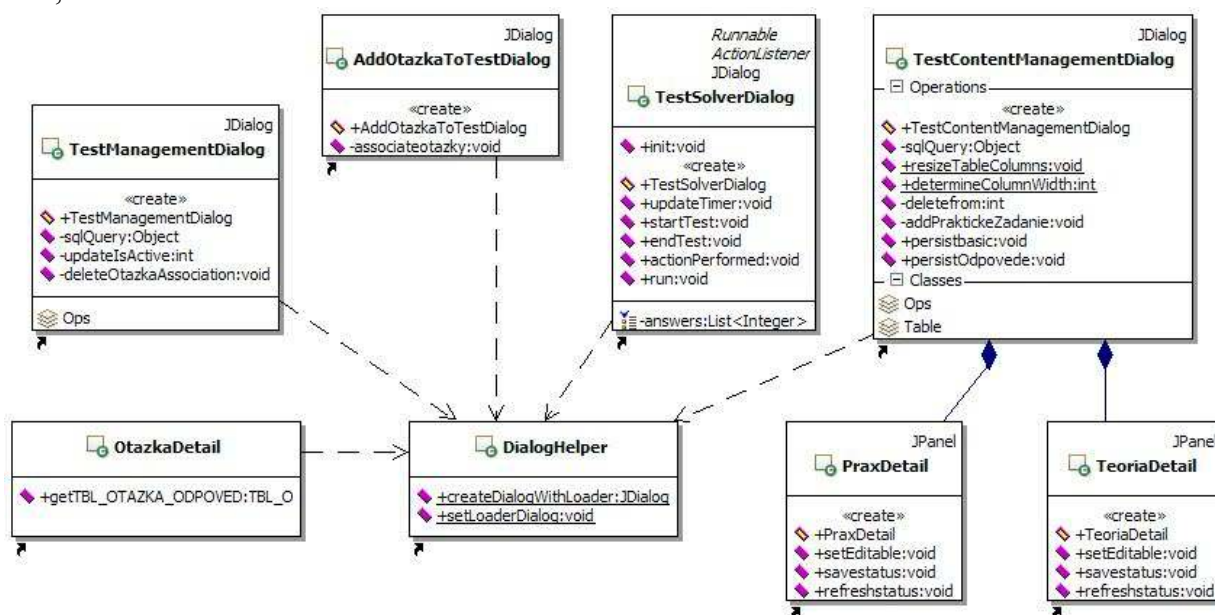 JDialog
AddOtazkaToTestDialog
«create»
+AddOtazkaToTestDialog
-associateotazky:void
Runnable
ActionListener
JDialog
TestSolverDialog
+init:void
«create»
+TestSolverDialog
+updateTimer:void
+startTest:void
+endTest:void
+actionPerformed:void
+run:void
-answers:List<Integer>
JDialog
TestContentManagementDialog
Operations
«create»
+TestContentManagementDialog
-sqlQuery:Object
+resizeTableColumns:void
+determineColumnWidth:int
-deletefrom:int
-addPraktickeZadanie:void
+persistbasic:void
+persistOdpovede:void
Classes
Ops
Table
JDialog
TestManagementDialog
«create»
+TestManagementDialog
-sqlQuery:Object
-updateIsActive:int
-deleteOtazkaAssociation:void
Ops
OtazkaDetail
+getTBL_OTAZKA_ODPOVED:TBL_O
DialogHelper
+createDialogWithLoader:JDialog
+setLoaderDialog:void
JPanel
PraxDetail
«create»
+PraxDetail
+setEditable:void
+savestatus:void
+refreshstatus:void
JPanel
TeoriaDetail
«create»
+TeoriaDetail
+setEditable:void
+savestatus:void
+refreshstatus:void